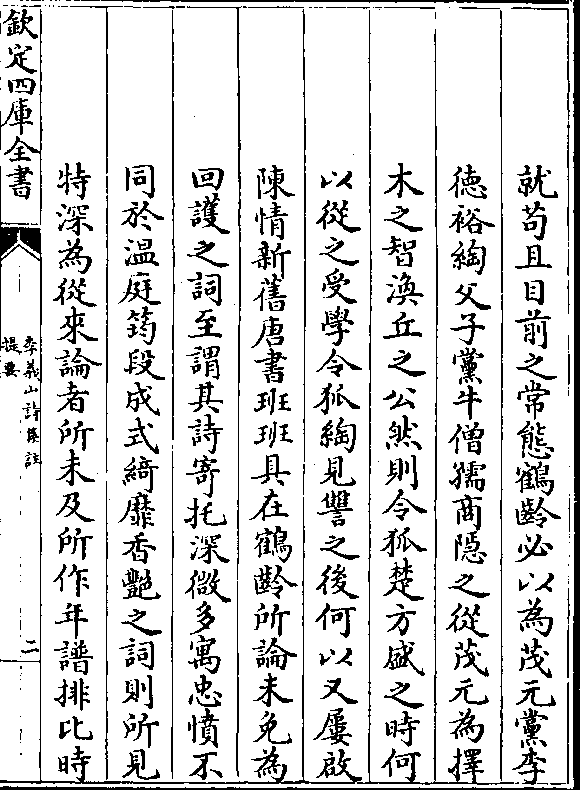 就苟且目前之常態鶴齡必以為茂元黨李
德裕綯父子黨牛僧孺商隱之從茂元為擇
木之智渙丘之公然則令狐楚方盛之時何
以從之受學令狐綯見讐之後何以又屢啟
陳情新舊唐書班班具在鶴齡所論未免為
回護之詞至謂其詩寄托深微多寓忠憤不
同於溫庭筠段成式綺靡香艷之詞則所見
特深為從來論者所未及所作年譜排比時
欽定四庫全書
李義山詩集註
提要
二